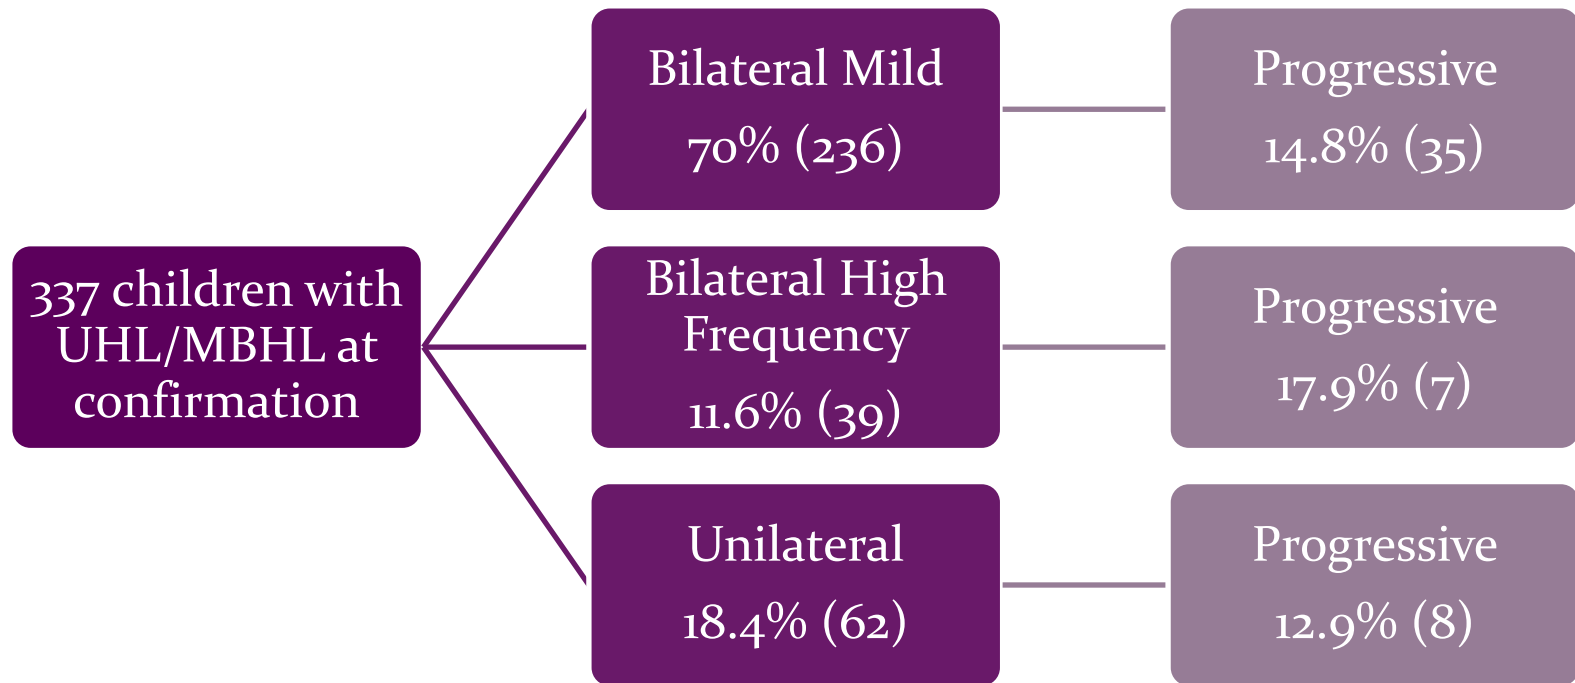 337 children with
UHL/MBHL at
confirmation
Bilateral Mild
70% (236)
Progressive
14.8% (35)
Bilateral High
Frequency
11.6% (39)
Progressive
17.9% (7)
Unilateral
18.4% (62)
Progressive
12.9% (8)